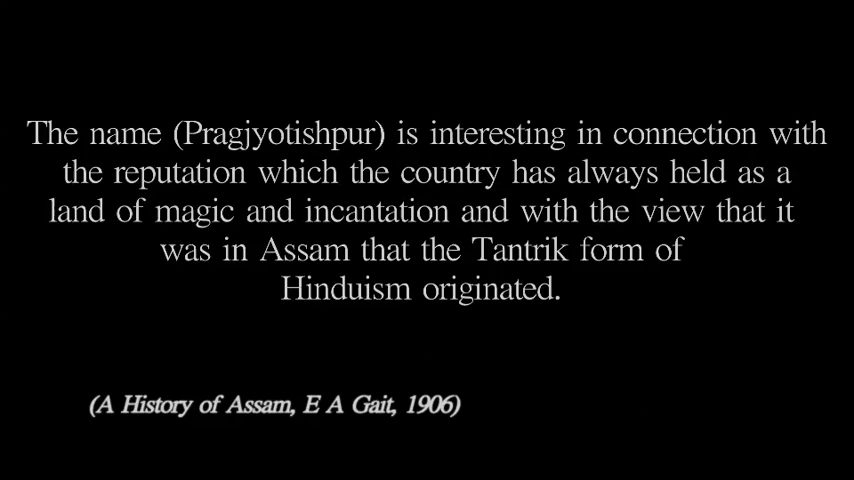 The name (Pragjyotishpur) is interesting in connection with
the reputation which the country has always held as a
land of magic and incantation and with the view that it
was in Assam that the Tantrik form of
Hinduism originated.
(A History of Assam, E A Gait, 1906)